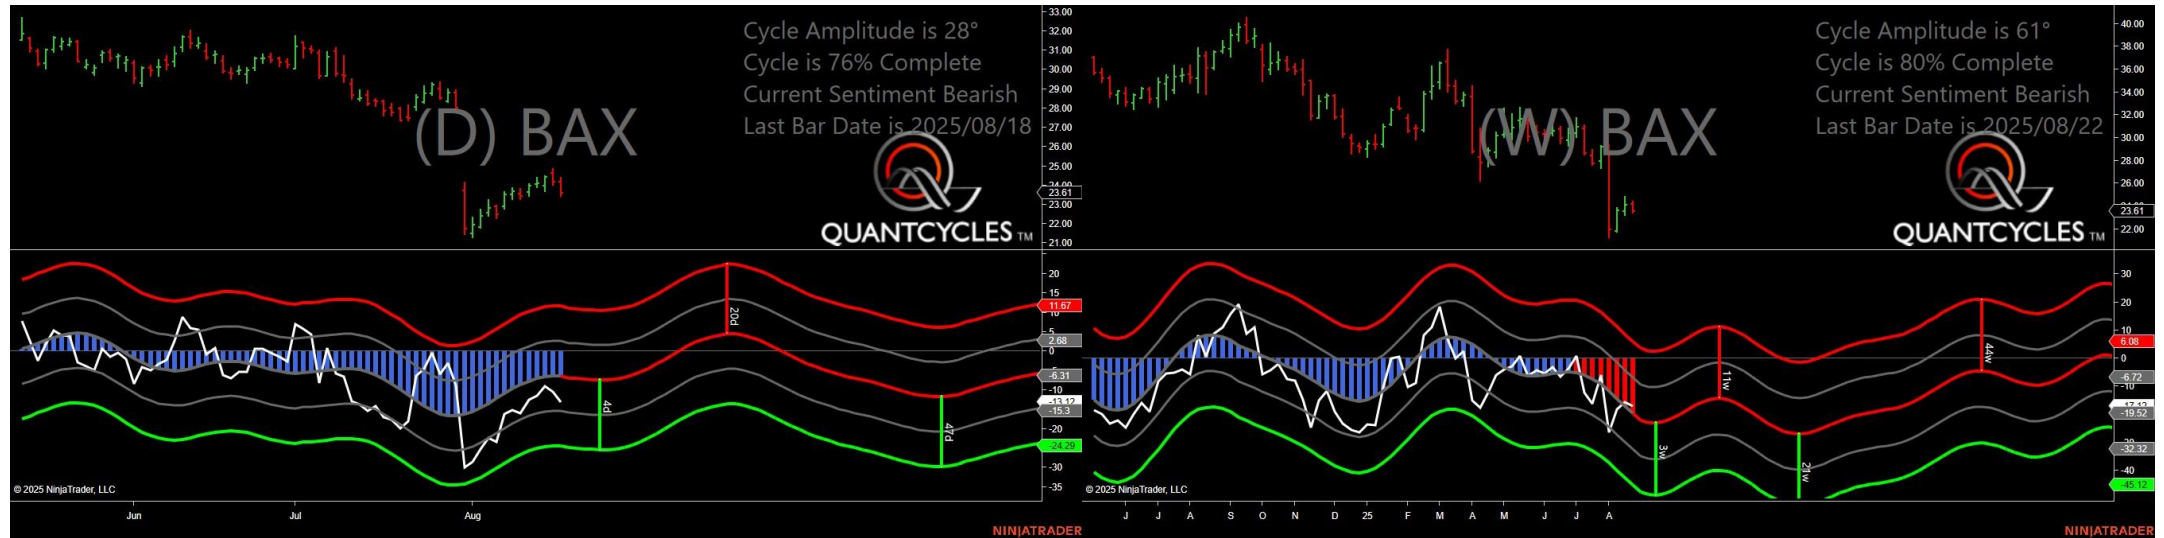 Cycle Amplitude is 28°
Cycle is 76% Complete
Current Sentiment Bearish
Last Bar Date is 2025/08/18
(D) BAX
QUANTCYCLES TM
33.00
32.00
31.00
30.00
29.00
28.00
27.00
26.00
25.00
24.00
23.61
23.00
22.00
21.00
20
15
11.67
10
5
2.68
0
-6.31
-10
-13.12
-15.3
-20
-24.29
-30
-35
20d
4d
47d
© 2025 NinjaTrader, LLC
Jun
Jul
Aug
NINJATRADER
Cycle Amplitude is 61°
Cycle is 80% Complete
Current Sentiment Bearish
Last Bar Date is 2025/08/22
(W) BAX
QUANTCYCLES TM
40.00
38.00
36.00
34.00
32.00
30.00
28.00
26.00
23.61
22.00
30
20
10
6.08
0
-6.72
-10
-19.52
-32.32
-40
-45.12
11w
44w
3w
21w
© 2025 NinjaTrader, LLC
J
J
A
S
O
N
D
25
F
M
A
M
J
J
A
NINJATRADER